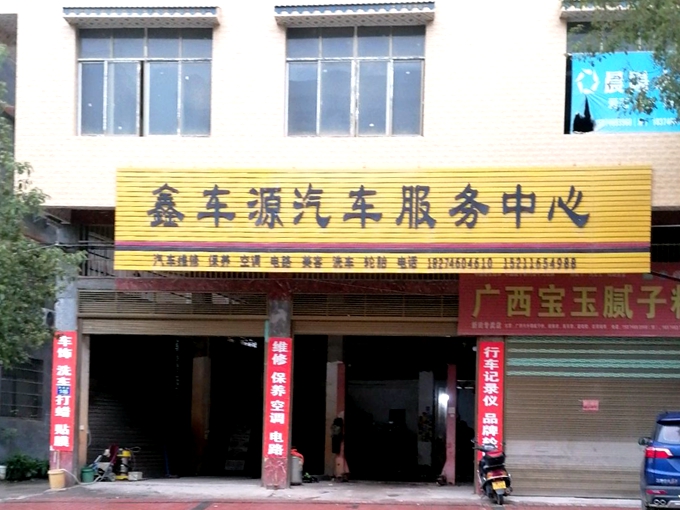 鑫车源汽车服务中心
汽车维修 保养 空调 电路 美容 洗车 轮胎 电话 18274604610 15211654988
广西宝玉腻子粉
车饰 洗车 打蜡 贴膜
维修 保养 空调 电路
行车记录仪 品牌轮